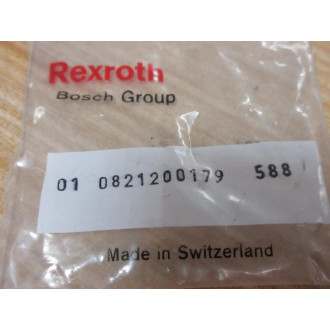 Rexroth
Bosch Group
01 0821200179 588
Made in Switzerland